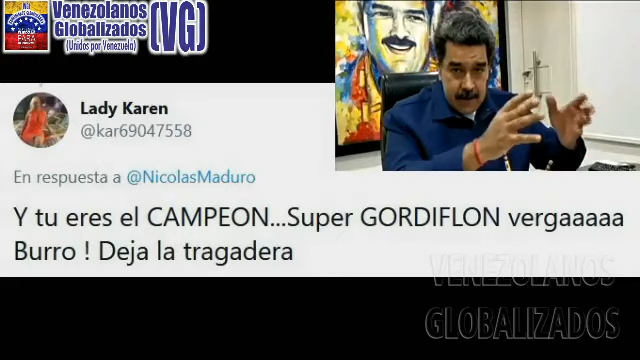 Venezolanos
Globalizados
(Unidos por Venezuela)
(VG)
Lady Karen
@kar69047558
En respuesta a @NicolasMaduro
Y tu eres el CAMPEON...Super GORDIFLON vergaaaaa
Burro ! Deja la tragadera
VENEZOLANOS
GLOBALIZADOS